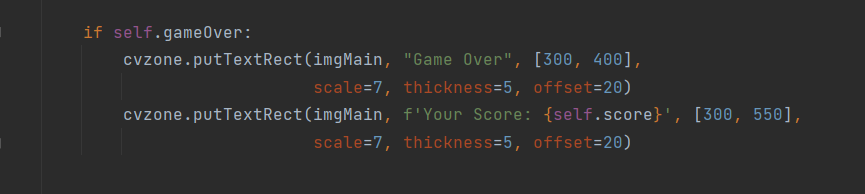 if self.gameOver:
    cvzone.putTextRect(imgMain, "Game Over", [300, 400],
                       scale=7, thickness=5, offset=20)
    cvzone.putTextRect(imgMain, f'Your Score: {self.score}', [300, 550],
                       scale=7, thickness=5, offset=20)